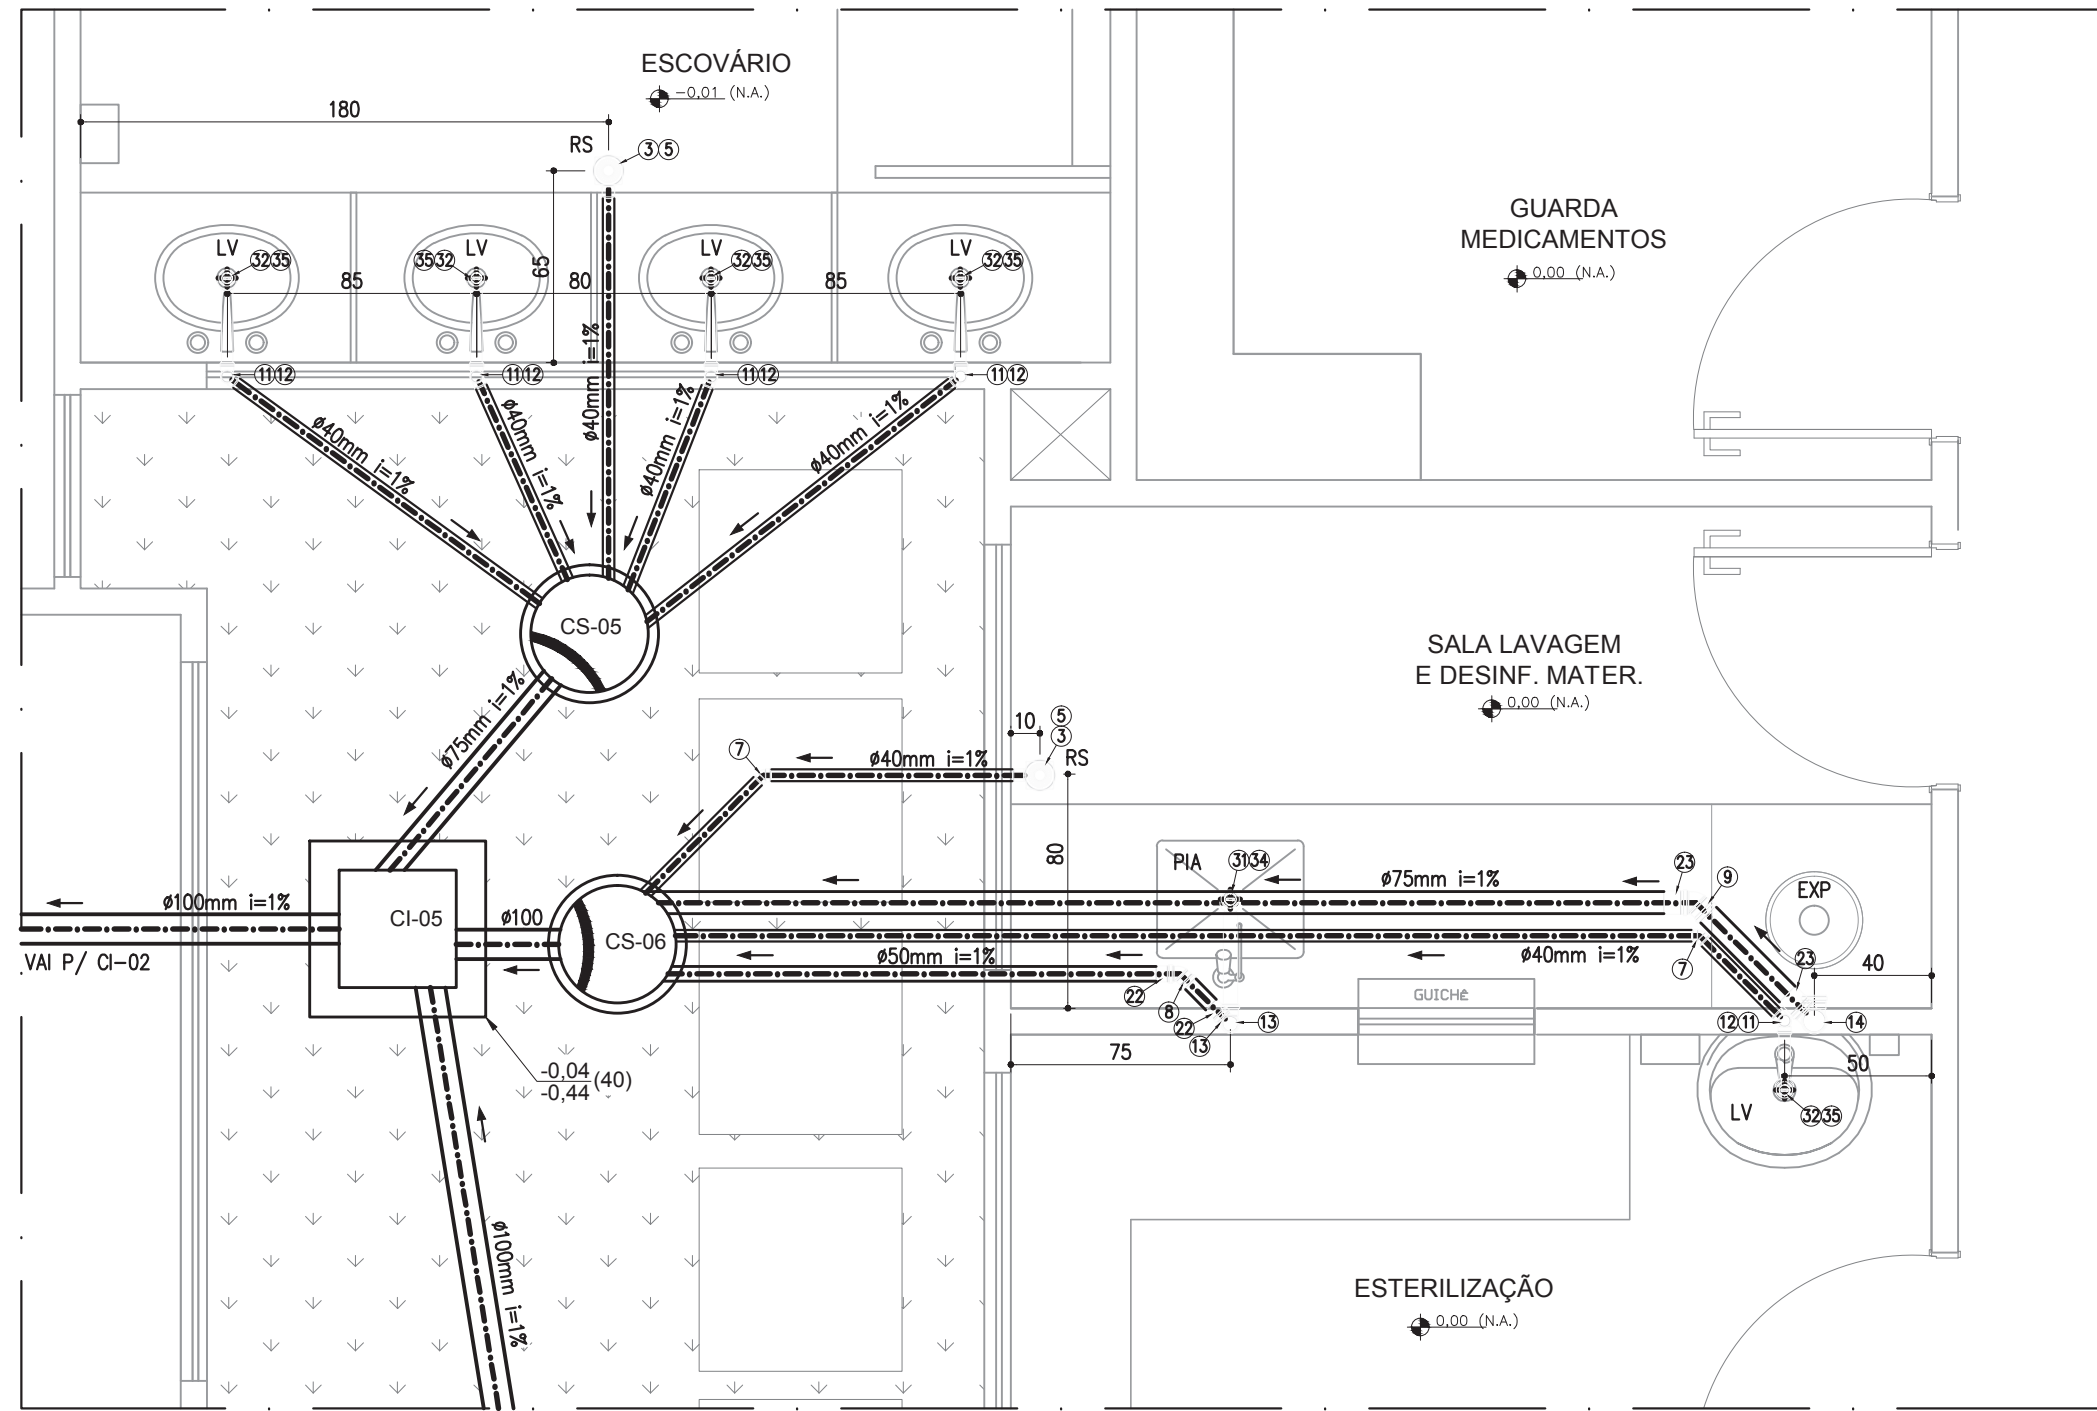 ESCOVÁRIO
-0,01 (N.A.)
180
RS
3 5
GUARDA
MEDICAMENTOS
0,00 (N.A.)
LV
32 35
LV
35 32
LV
32 35
LV
32 35
85
65
80
85
11 12
11 12
11 12
11 12
ø40mm i=1%
ø40mm i=1%
ø40mm i=1%
ø40mm i=1%
ø40mm i=1%
CS-05
SALA LAVAGEM
E DESINF. MATER.
0,00 (N.A.)
ø75mm i=1%
10
5
3
RS
7
ø40mm i=1%
80
PIA
31 34
ø75mm i=1%
23
9
EXP
ø100mm i=1%
CI-05
ø100
CS-06
VAI P/ CI-02
ø50mm i=1%
ø40mm i=1%
7
23
40
22
8
22
13
13
GUICHÊ
12 11
14
75
50
-0,04
-0,44
(40)
LV
32 35
ø100mm i=1%
ESTERILIZAÇÃO
0,00 (N.A.)